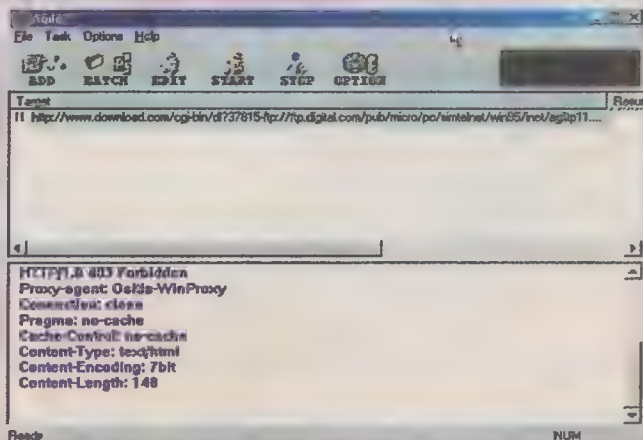 File Task Options Help
ADD BATCH EDIT START STOP OPTION
Target
http://www.download.com/cgi-bin/dl?37815-ftp://ftp.digital.com/pub/micro/pc/simtelnet/win95/inet/agiftp11....
HTTP/1.0 403 Forbidden
Proxy-agent: Ositis-WinProxy
Connection: close
Pragma: no-cache
Cache-Control: no-cache
Content-Type: text/html
Content-Encoding: 7bit
Content-Length: 148
Ready NUM